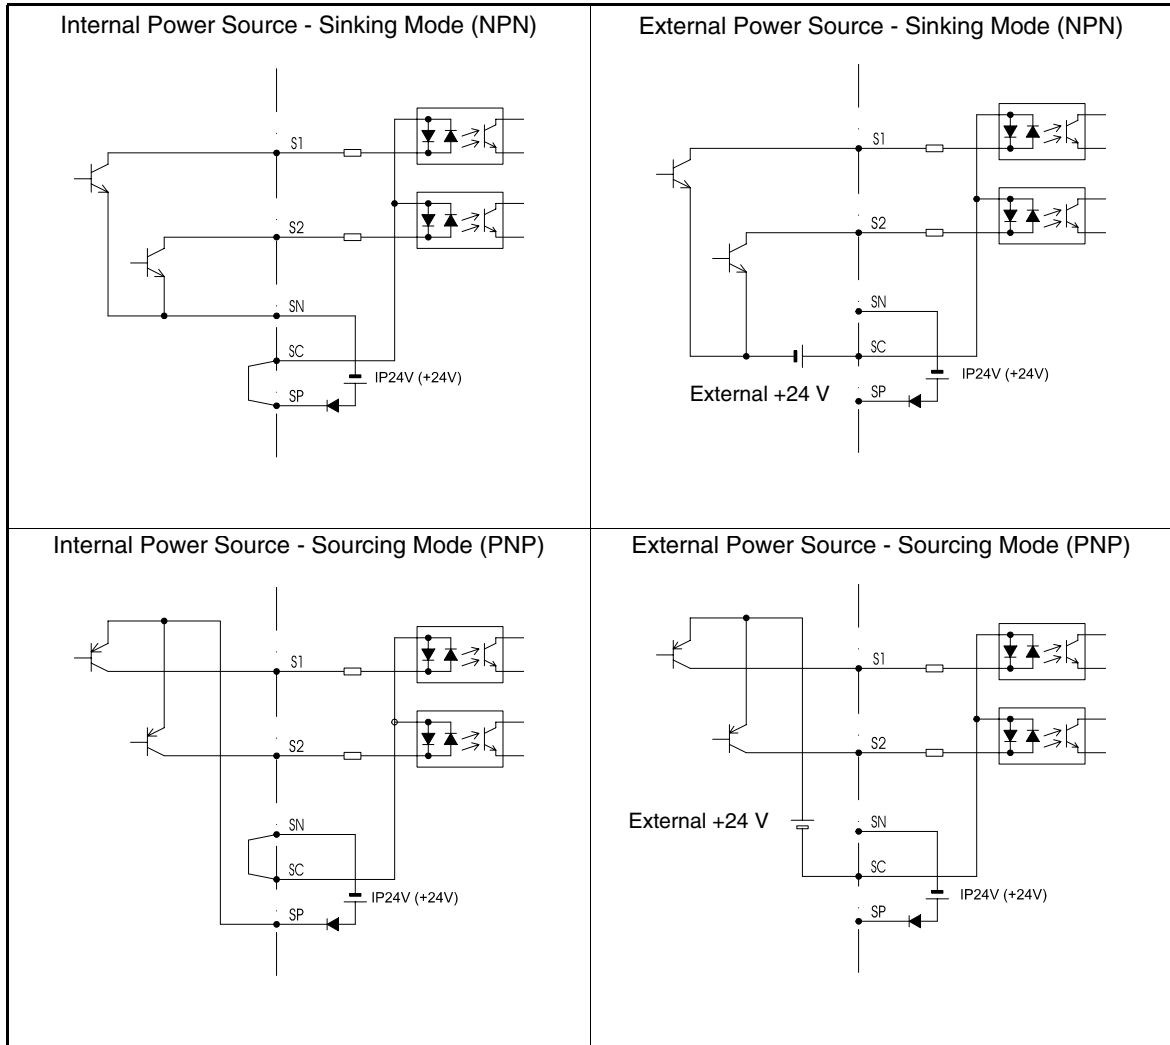 Internal Power Source - Sinking Mode (NPN)
S1
S2
SN
SC
IP24V (+24V)
SP
External Power Source - Sinking Mode (NPN)
S1
S2
SN
SC
IP24V (+24V)
External +24 V
SP
Internal Power Source - Sourcing Mode (PNP)
S1
S2
SN
SC
IP24V (+24V)
SP
External Power Source - Sourcing Mode (PNP)
S1
S2
External +24 V
SN
SC
IP24V (+24V)
SP